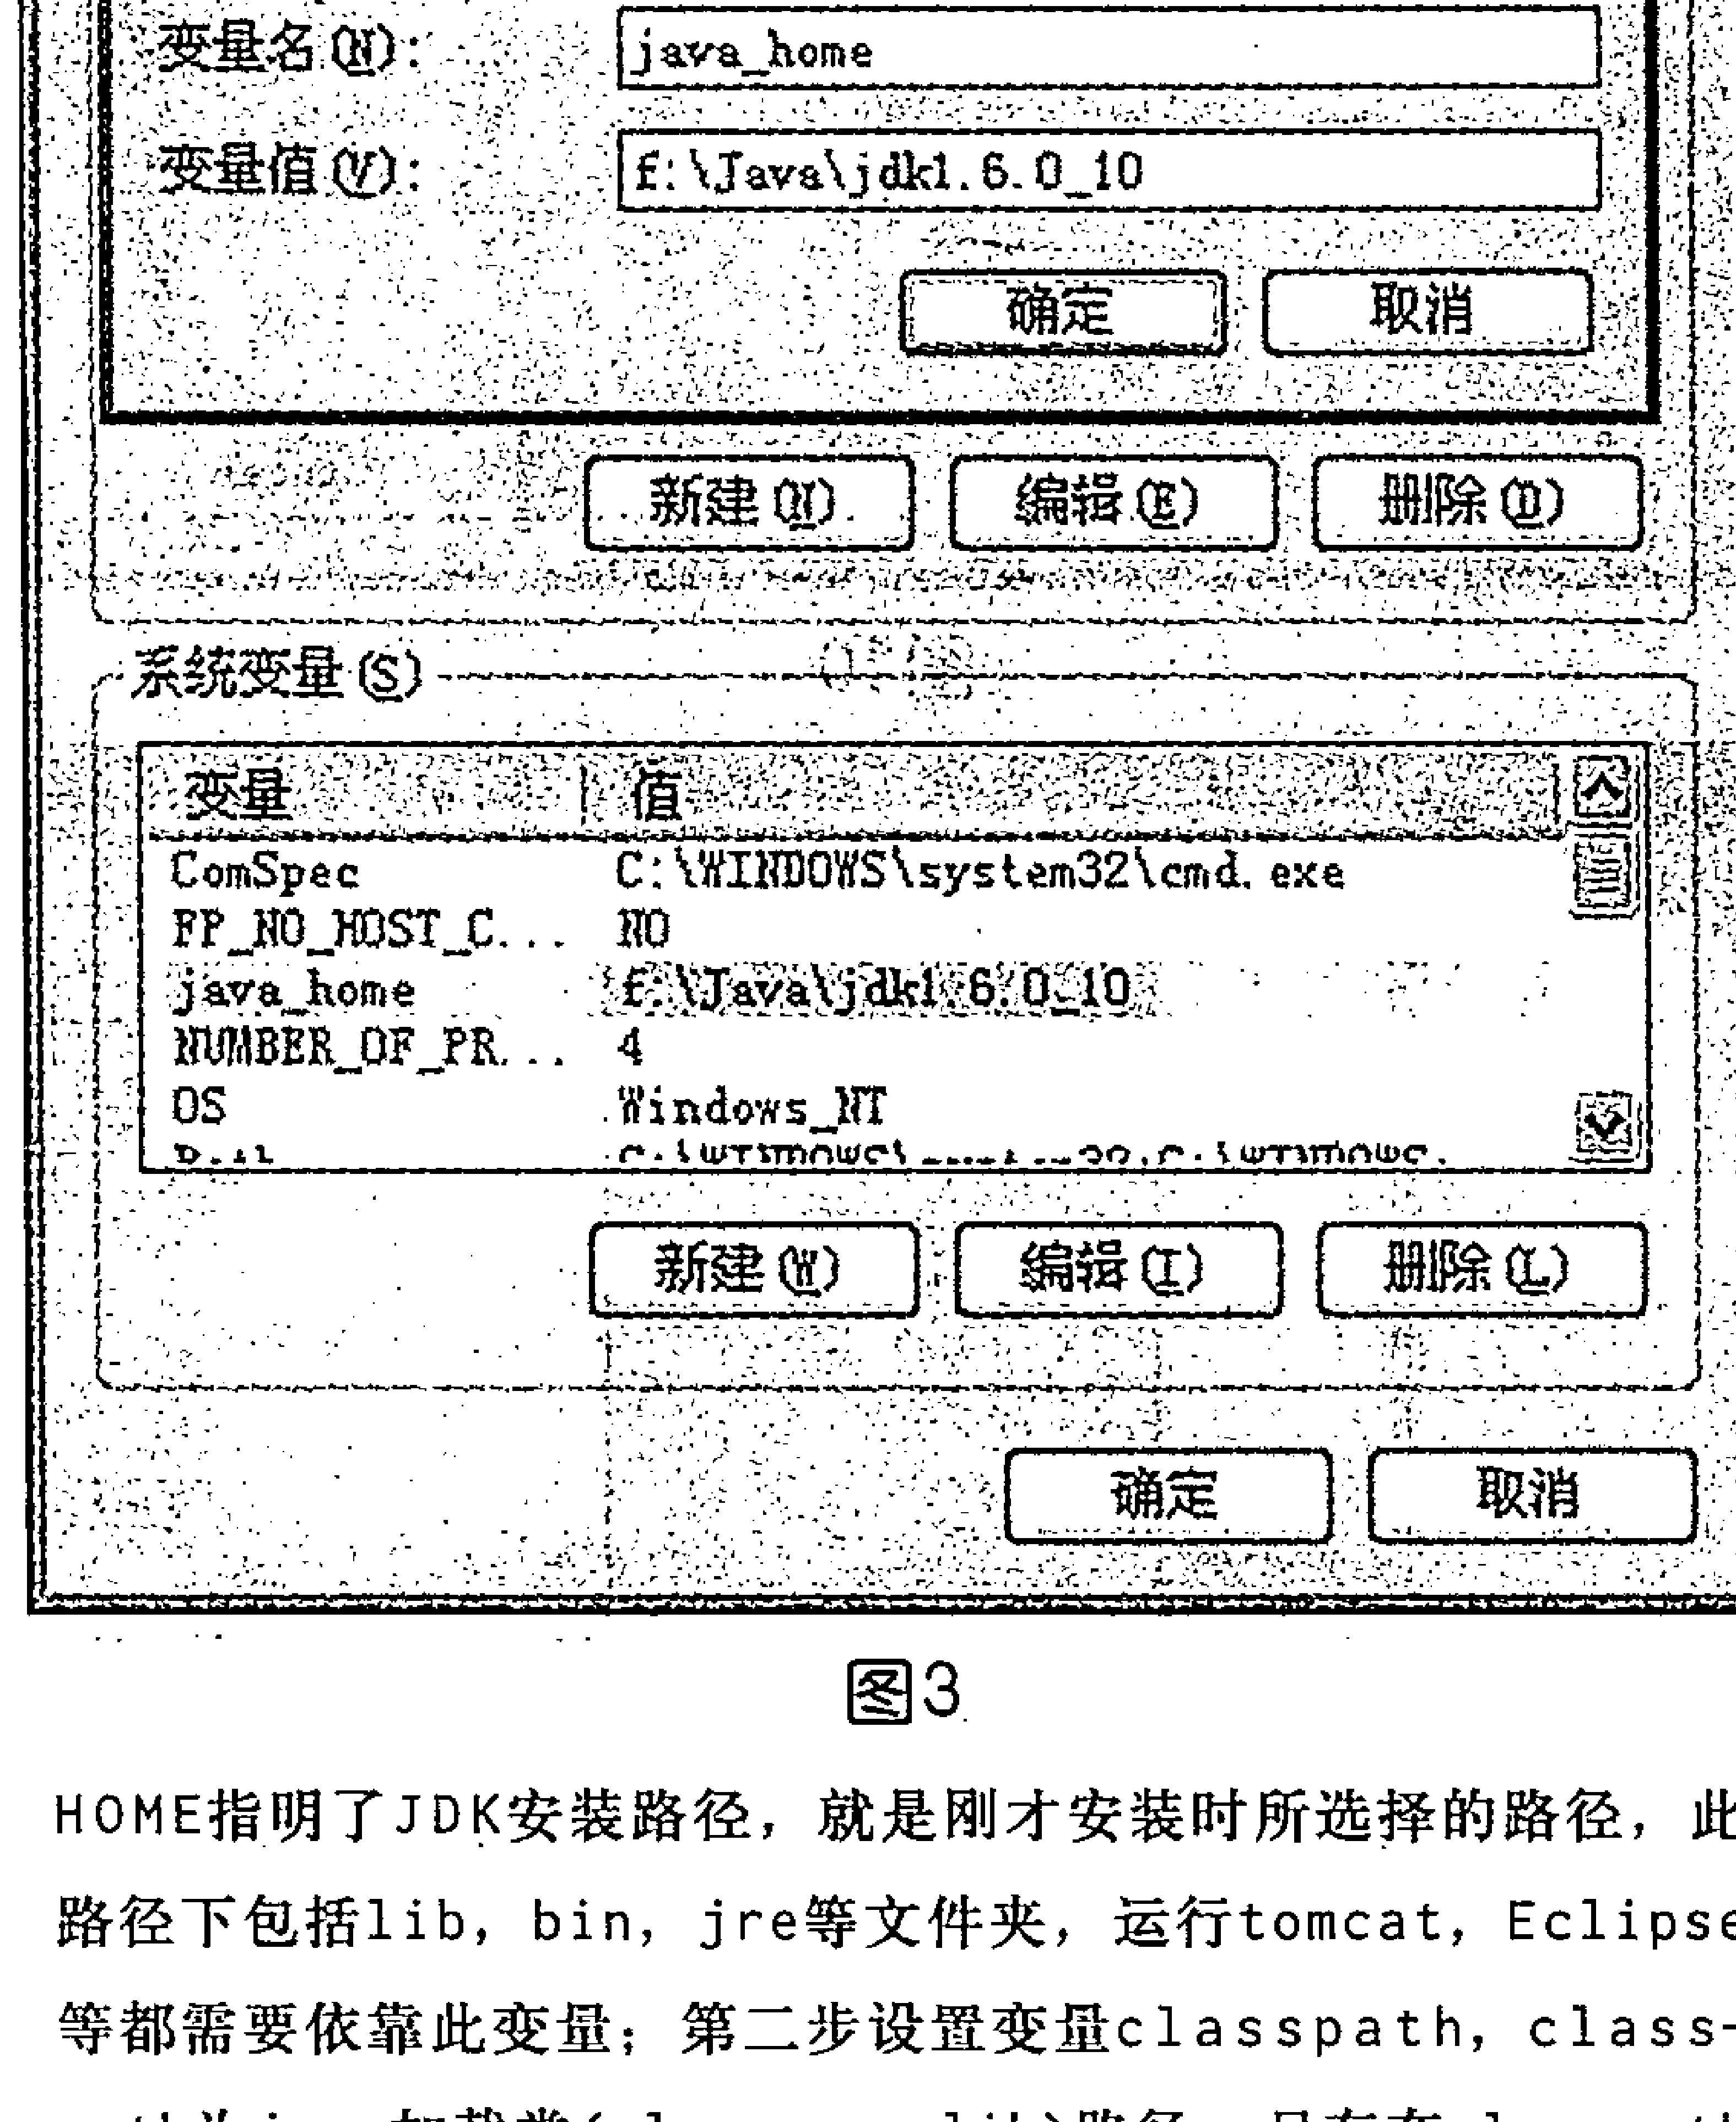 变量名(N): java_home
变量值(V): f:\Java\jdk1.6.0_10
确定 取消
新建(N) 编辑(E) 删除(D)
系统变量(S)
变量 值
ComSpec C:\WINDOWS\system32\cmd.exe
FP_NO_HOST_C... NO
java_home f:\Java\jdk1.6.0_10
NUMBER_OF_PR... 4
OS Windows_NT
新建(W) 编辑(I) 删除(L)
确定 取消
图3
HOME指明了JDK安装路径，就是刚才安装时所选择的路径，此
路径下包括lib，bin，jre等文件夹，运行tomcat，Eclipse
等都需要依靠此变量；第二步设置变量classpath，class-